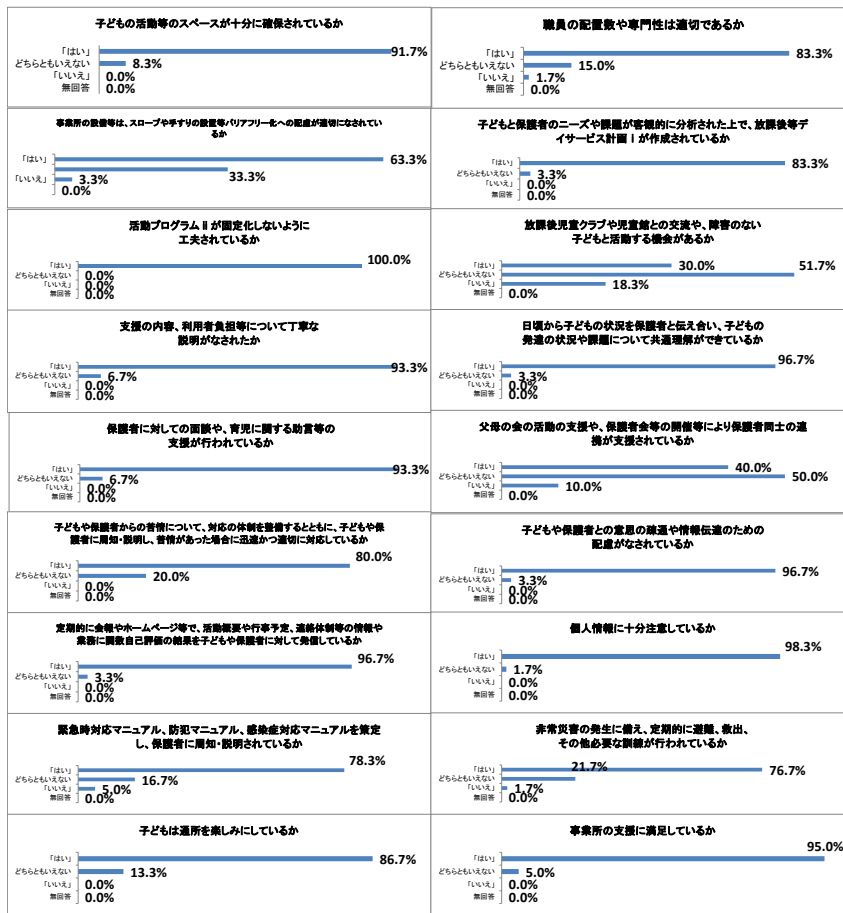 子どもの活動等のスペースが十分に確保されているか
「はい」 91.7%
どちらともいえない 8.3%
「いいえ」 0.0%
無回答 0.0%
職員の配置数や専門性は適切であるか
「はい」 83.3%
どちらともいえない 15.0%
「いいえ」 1.7%
無回答 0.0%
事業所の設備等は、スロープや手すりの設置等バリアフリー化への配慮が適切になされてい
るか
「はい」 63.3%
33.3%
「いいえ」 3.3%
0.0%
子どもと保護者のニーズや課題が客観的に分析された上で、放課後等デ
イサービス計画ⅰが作成されているか
「はい」 83.3%
どちらともいえない 3.3%
「いいえ」 0.0%
無回答 0.0%
活動プログラムⅱが固定化しないように
工夫されているか
「はい」 100.0%
どちらともいえない 0.0%
「いいえ」 0.0%
無回答 0.0%
放課後児童クラブや児童館との交流や、障害のない
子どもと活動する機会があるか
「はい」 30.0%
どちらともいえない 51.7%
「いいえ」 18.3%
無回答 0.0%
支援の内容、利用者負担等について丁寧な
説明がなされたか
「はい」 93.3%
どちらともいえない 6.7%
「いいえ」 0.0%
無回答 0.0%
日頃から子どもの状況を保護者と伝え合い、子どもの
発達の状況や課題について共通理解ができているか
「はい」 96.7%
どちらともいえない 3.3%
「いいえ」 0.0%
無回答 0.0%
保護者に対しての面談や、育児に関する助言等の
支援が行われているか
「はい」 93.3%
どちらともいえない 6.7%
「いいえ」 0.0%
無回答 0.0%
父母の会の活動の支援や、保護者会等の開催等により保護者同士の連
携が支援されているか
「はい」 40.0%
どちらともいえない 50.0%
「いいえ」 10.0%
無回答 0.0%
子どもや保護者からの苦情について、対応の体制を整備するとともに、子どもや保
護者に周知・説明し、苦情があった場合に迅速かつ適切に対応しているか
「はい」 80.0%
どちらともいえない 20.0%
「いいえ」 0.0%
無回答 0.0%
子どもや保護者との意思の疎通や情報伝達のための
配慮がなされているか
「はい」 96.7%
どちらともいえない 3.3%
「いいえ」 0.0%
無回答 0.0%
定期的に会報やホームページ等で、活動概要や行事予定、連絡体制等の情報や
業務に関数自己評価の結果を子どもや保護者に対して発信しているか
「はい」 96.7%
どちらともいえない 3.3%
「いいえ」 0.0%
無回答 0.0%
個人情報に十分注意しているか
「はい」 98.3%
どちらともいえない 1.7%
「いいえ」 0.0%
無回答 0.0%
緊急時対応マニュアル、防犯マニュアル、感染症対応マニュアルを策定
し、保護者に周知・説明されているか
「はい」 78.3%
どちらともいえない 16.7%
「いいえ」 5.0%
無回答 0.0%
非常災害の発生に備え、定期的に避難、救出、
その他必要な訓練が行われているか
「はい」 76.7%
どちらともいえない 21.7%
「いいえ」 1.7%
無回答 0.0%
子どもは通所を楽しみにしているか
「はい」 86.7%
どちらともいえない 13.3%
「いいえ」 0.0%
無回答 0.0%
事業所の支援に満足しているか
「はい」 95.0%
どちらともいえない 5.0%
「いいえ」 0.0%
無回答 0.0%